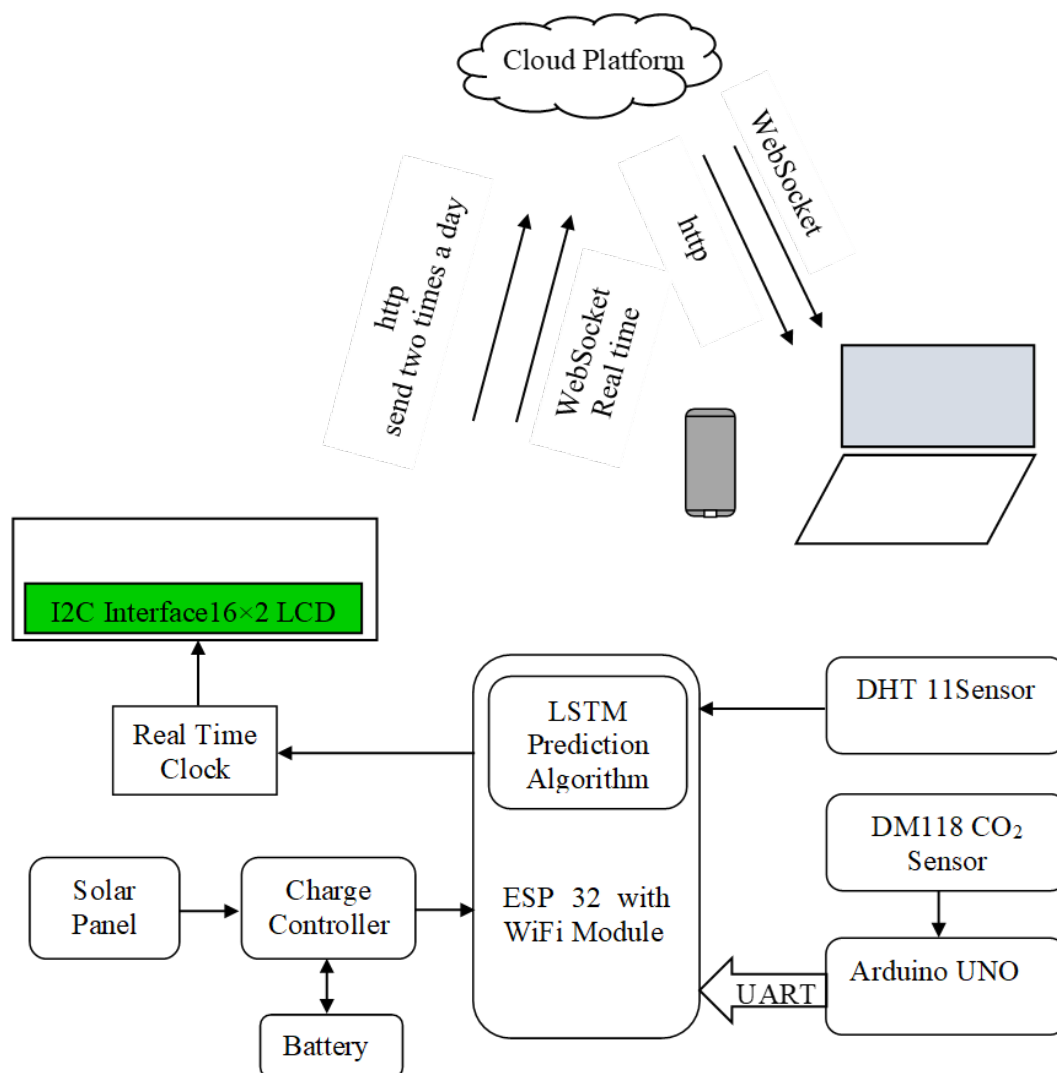 Cloud Platform
http
send two times a day
WebSocket
Real time
http
WebSocket
I2C Interface16×2 LCD
Real Time
Clock
LSTM
Prediction
Algorithm
ESP 32 with
WiFi Module
DHT 11Sensor
DM118 CO₂
Sensor
Arduino UNO
UART
Solar
Panel
Charge
Controller
Battery